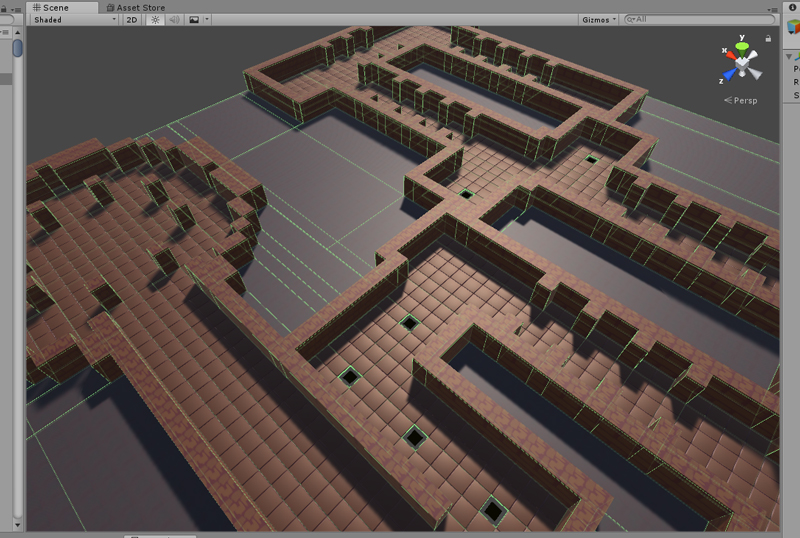 Scene
Asset Store
Shaded
2D
Gizmos
All
y
x
z
Persp